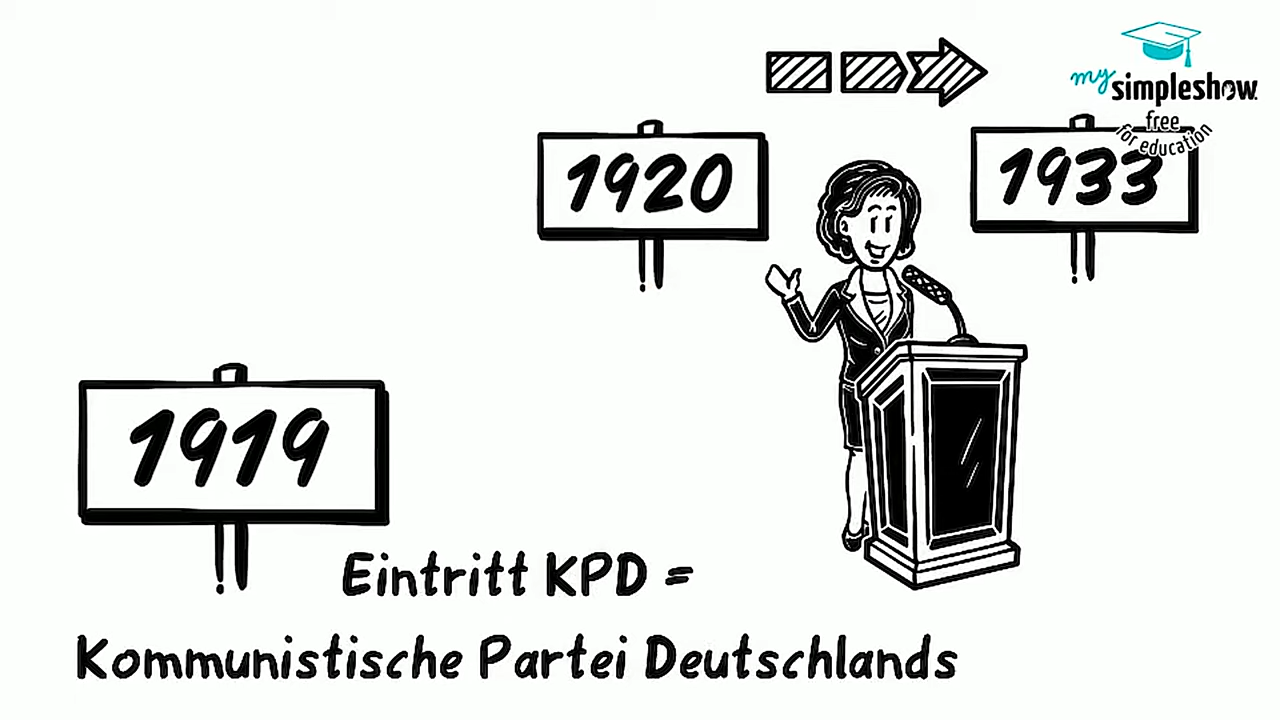 my
simpleshow.
free
for education
1920
1933
1919
Eintritt KPD =
Kommunistische Partei Deutschlands